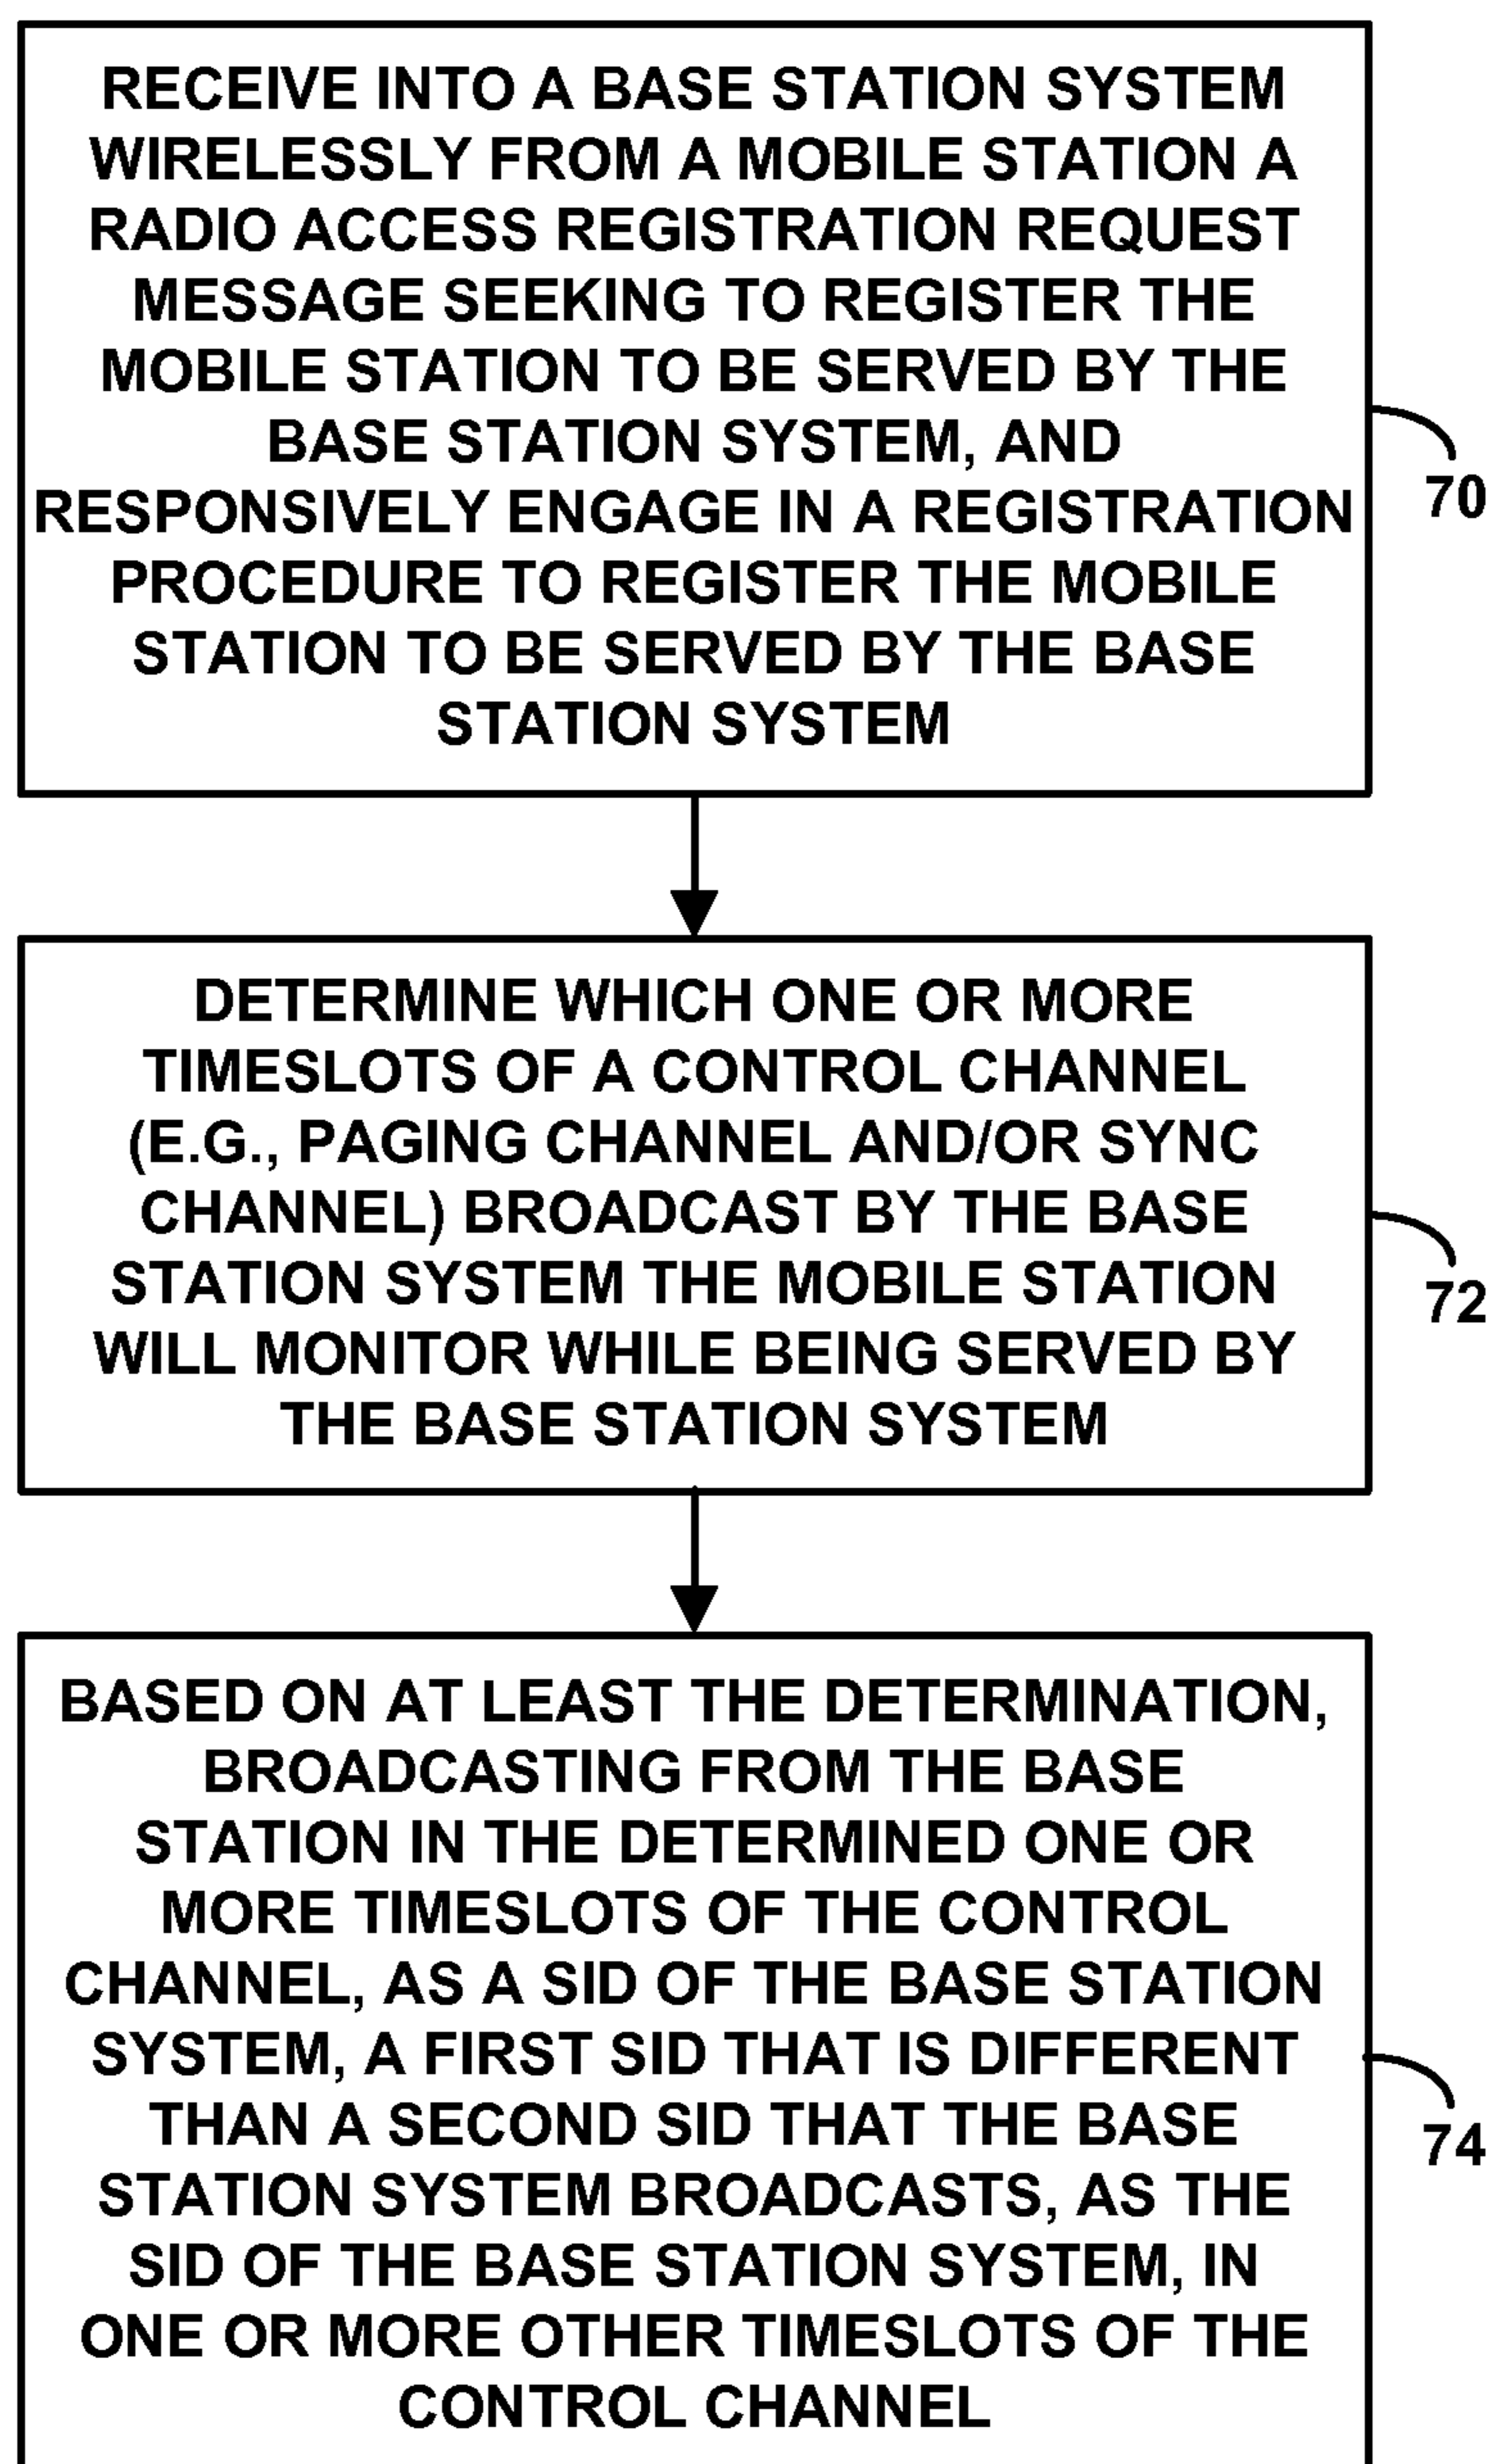 RECEIVE INTO A BASE STATION SYSTEM
WIRELESSLY FROM A MOBILE STATION A
RADIO ACCESS REGISTRATION REQUEST
MESSAGE SEEKING TO REGISTER THE
MOBILE STATION TO BE SERVED BY THE
BASE STATION SYSTEM, AND
RESPONSIVELY ENGAGE IN A REGISTRATION
PROCEDURE TO REGISTER THE MOBILE
STATION TO BE SERVED BY THE BASE
STATION SYSTEM
70
DETERMINE WHICH ONE OR MORE
TIMESLOTS OF A CONTROL CHANNEL
(E.G., PAGING CHANNEL AND/OR SYNC
CHANNEL) BROADCAST BY THE BASE
STATION SYSTEM THE MOBILE STATION
WILL MONITOR WHILE BEING SERVED BY
THE BASE STATION SYSTEM
72
BASED ON AT LEAST THE DETERMINATION,
BROADCASTING FROM THE BASE
STATION IN THE DETERMINED ONE OR
MORE TIMESLOTS OF THE CONTROL
CHANNEL, AS A SID OF THE BASE STATION
SYSTEM, A FIRST SID THAT IS DIFFERENT
THAN A SECOND SID THAT THE BASE
STATION SYSTEM BROADCASTS, AS THE
SID OF THE BASE STATION SYSTEM, IN
ONE OR MORE OTHER TIMESLOTS OF THE
CONTROL CHANNEL
74